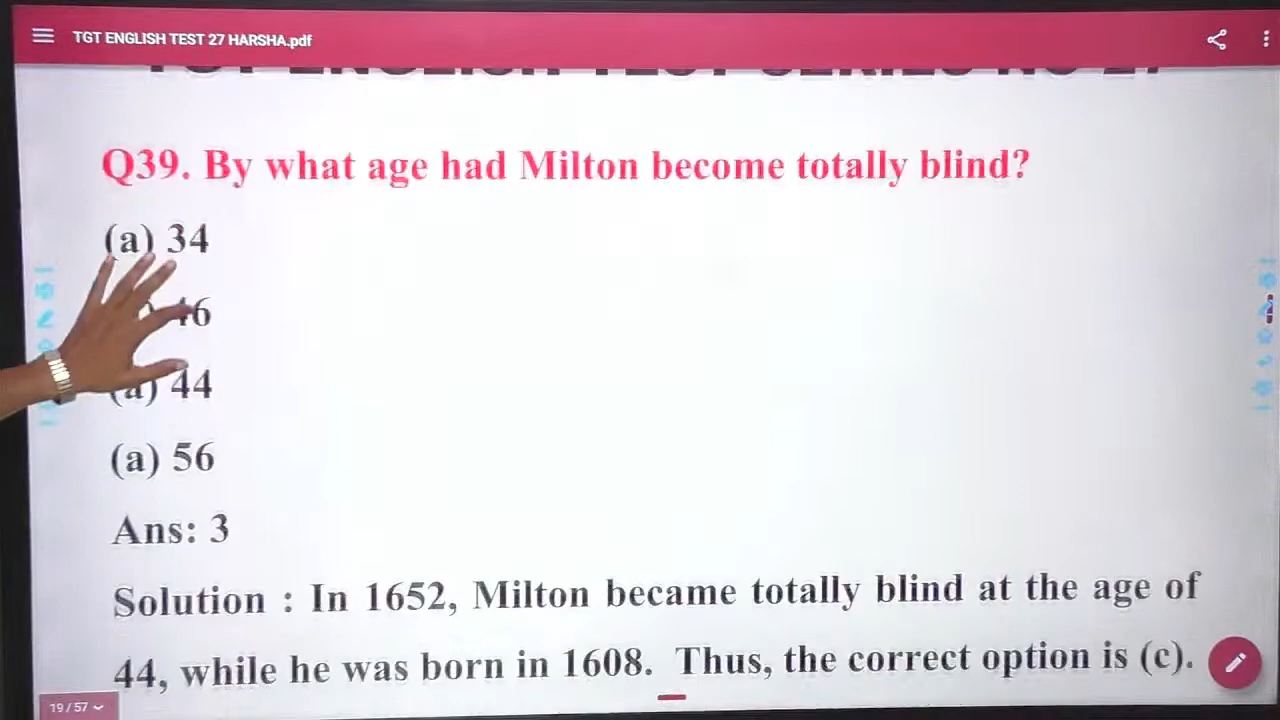 TGT ENGLISH TEST 27 HARSHA.pdf
Q39. By what age had Milton become totally blind?
(a) 34
46
(a) 44
(a) 56
Ans: 3
Solution : In 1652, Milton became totally blind at the age of
44, while he was born in 1608. Thus, the correct option is (c).
19 / 57